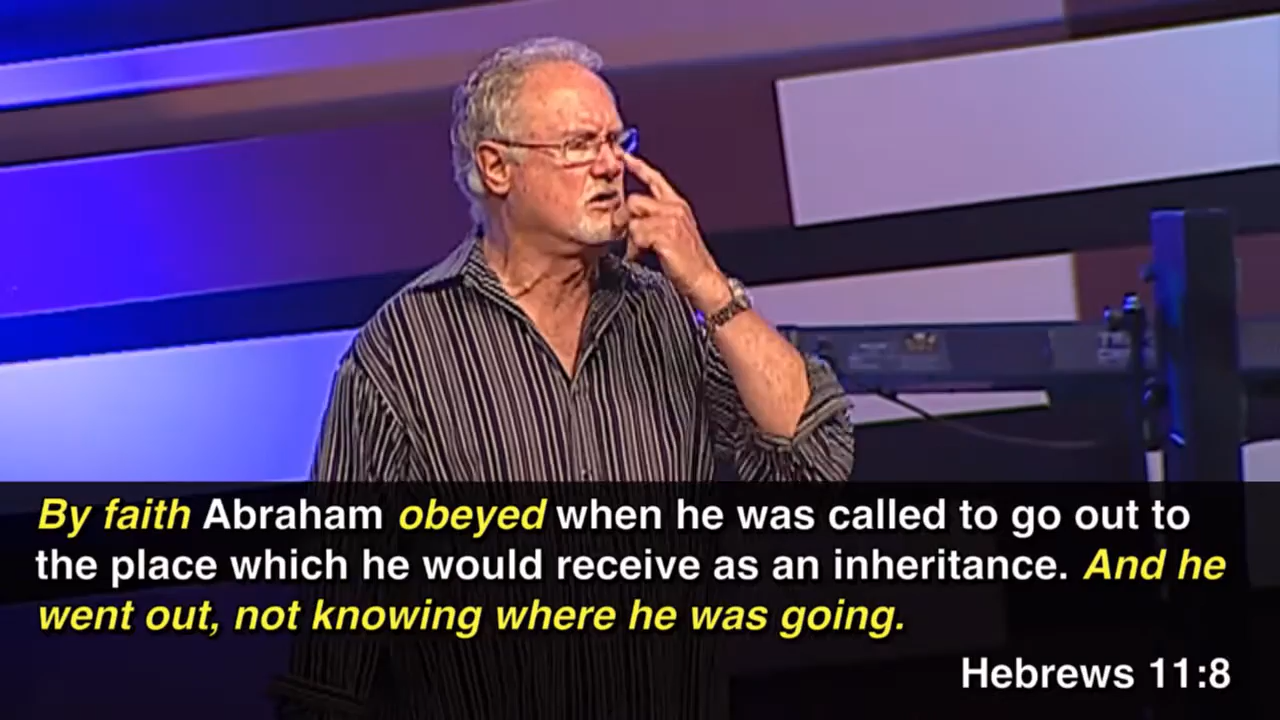 By faith Abraham obeyed when he was called to go out to
the place which he would receive as an inheritance. And he
went out, not knowing where he was going.
Hebrews 11:8